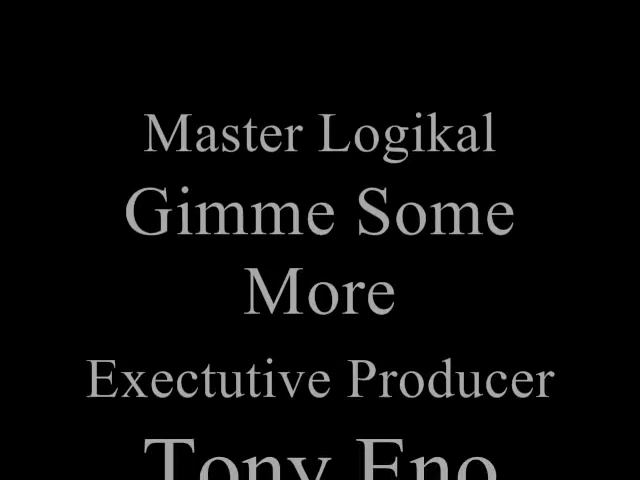 Master Logikal
Gimme Some
More
Exectutive Producer
Tony Eno